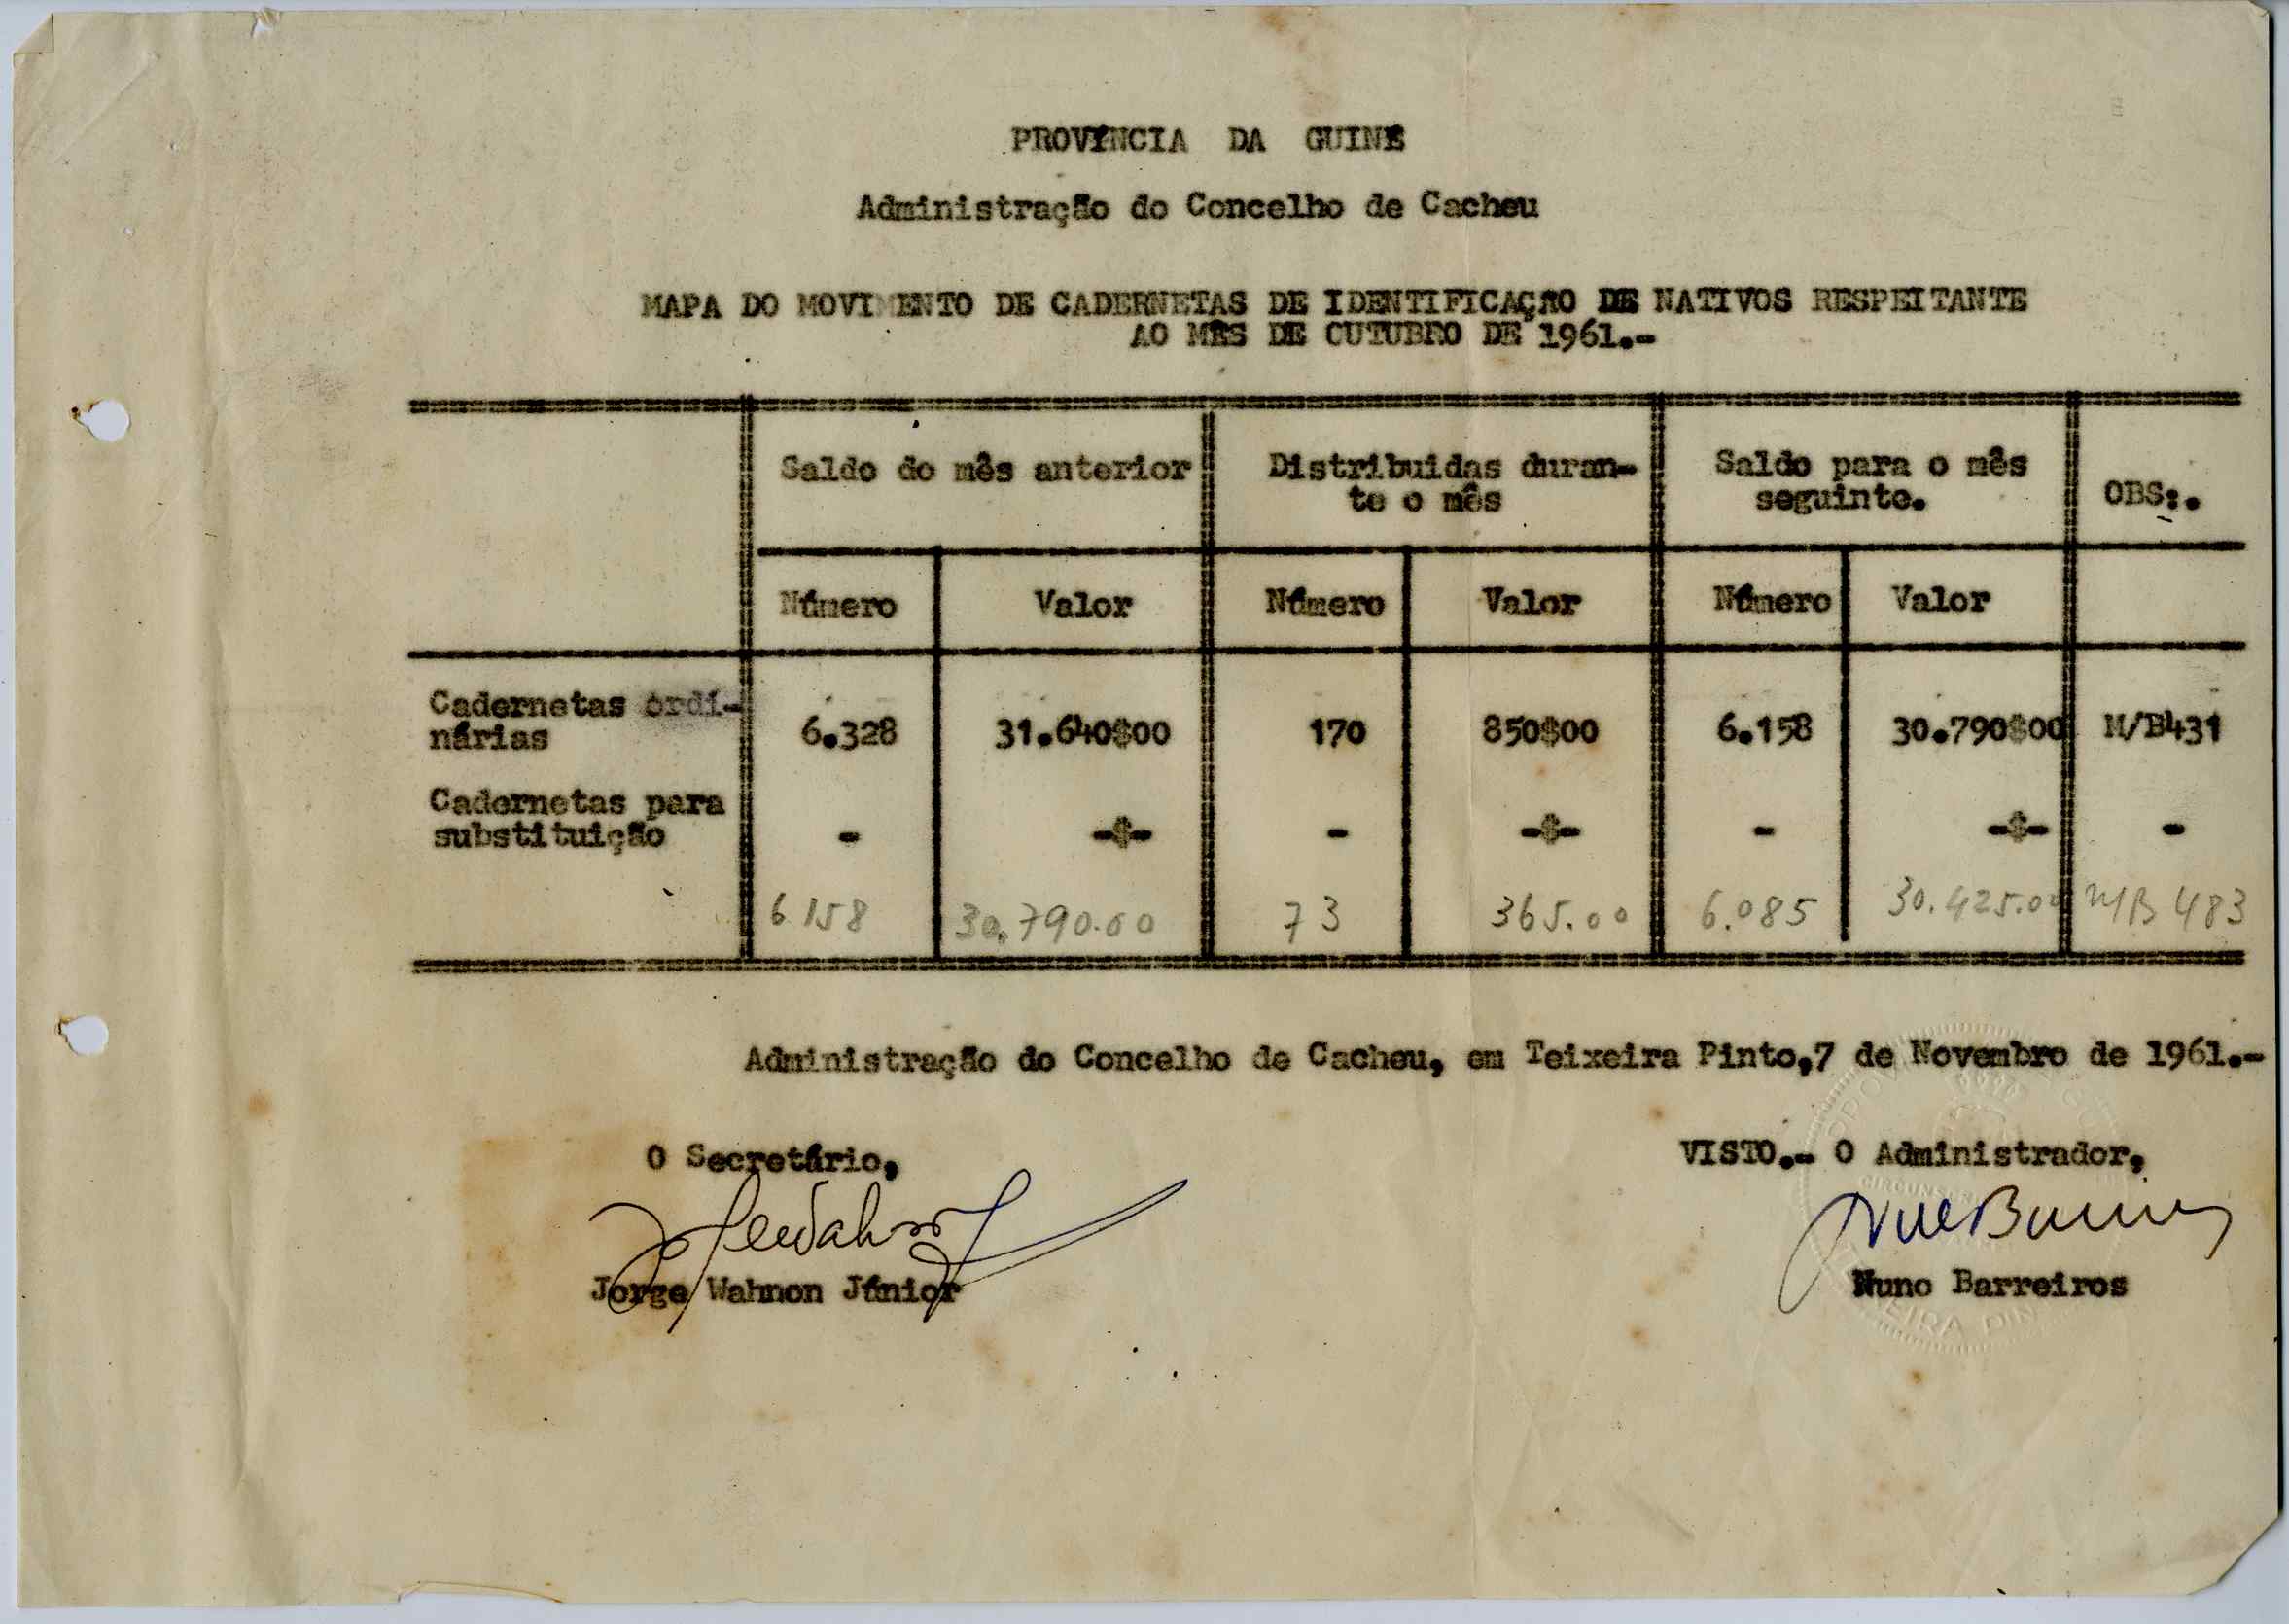 PROVÍNCIA DA GUINÉ
Administração do Concelho de Cacheu
MAPA DO MOVIMENTO DE CADERNETAS DE IDENTIFICAÇÃO DE NATIVOS RESPEITANTE
AO MÊS DE OUTUBRO DE 1961.-
Saldo do mês anterior Distribuidas duran- Saldo para o mês
te o mês seguinte. OBS:.
Número Valor Número Valor Número Valor
Cadernetas ordi-
nárias 6.328 31.640$00 170 850$00 6.158 30.790$00 M/B431
Cadernetas para
substituição - -$- - -$- - -$- -
6158 30.790.00 73 365.00 6.085 30.425.00 M/B 483
Administração do Concelho de Cacheu, em Teixeira Pinto,7 de Novembro de 1961.-
O Secretário, VISTO.- O Administrador,
Jorge Wahnon Júnior Nuno Barreiros